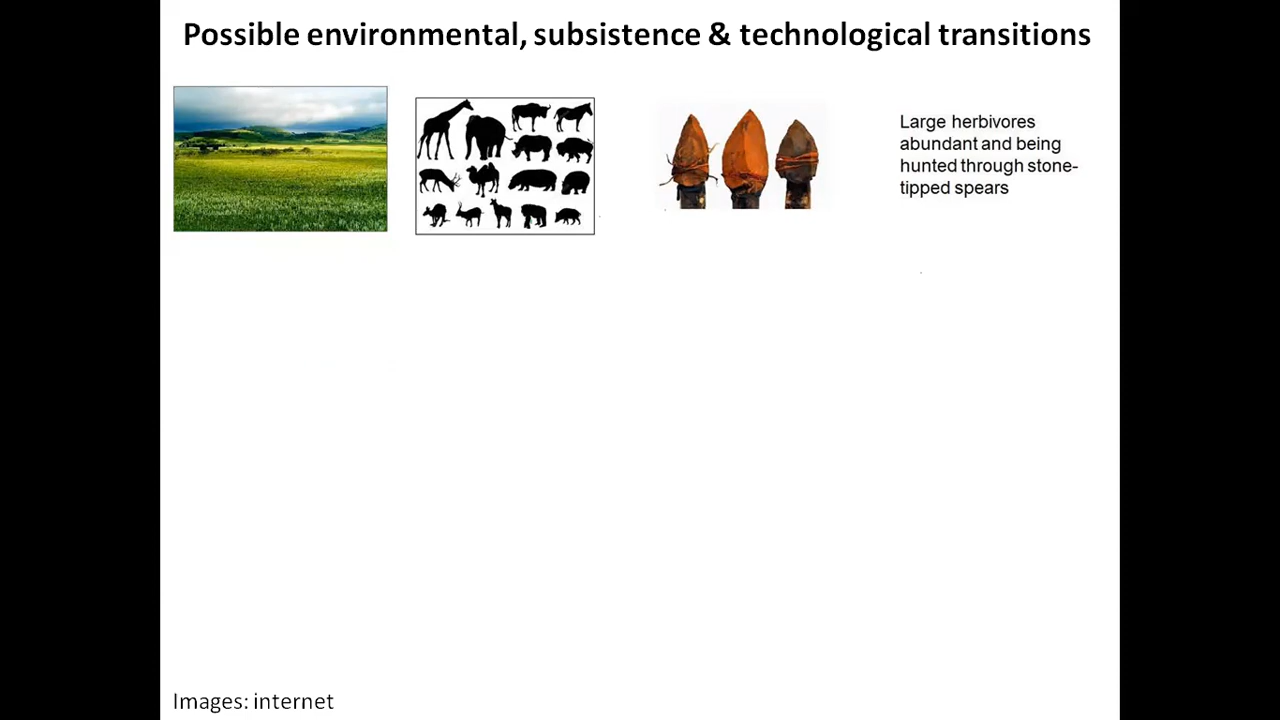 Possible environmental, subsistence & technological transitions
Large herbivores
abundant and being
hunted through stone-
tipped spears
Images: internet